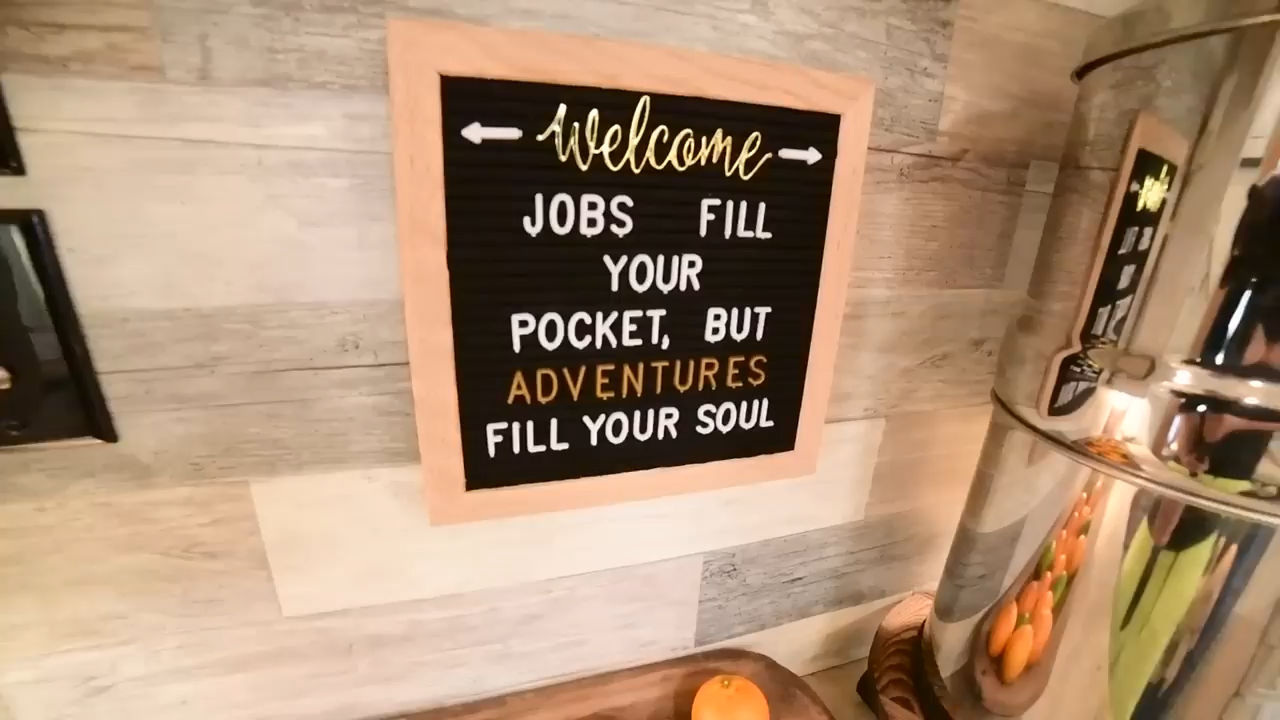 ← welcome →
JOBS FILL
YOUR
POCKET, BUT
ADVENTURES
FILL YOUR SOUL